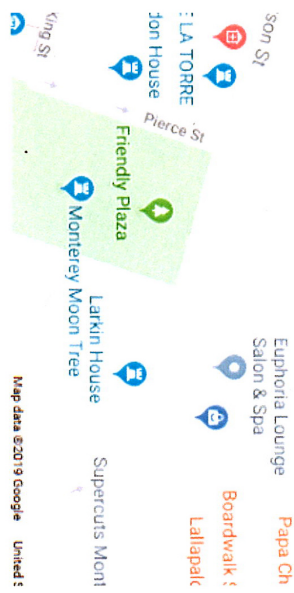 son St
E LA TORRE
don House
King St
Pierce St
Friendly Plaza
Monterey Moon Tree
Larkin House
Euphoria Lounge
Salon & Spa
Supercuts Mont
Papa Ch
Boardwalk S
Lallapalo
Map data ©2019 Google
United S